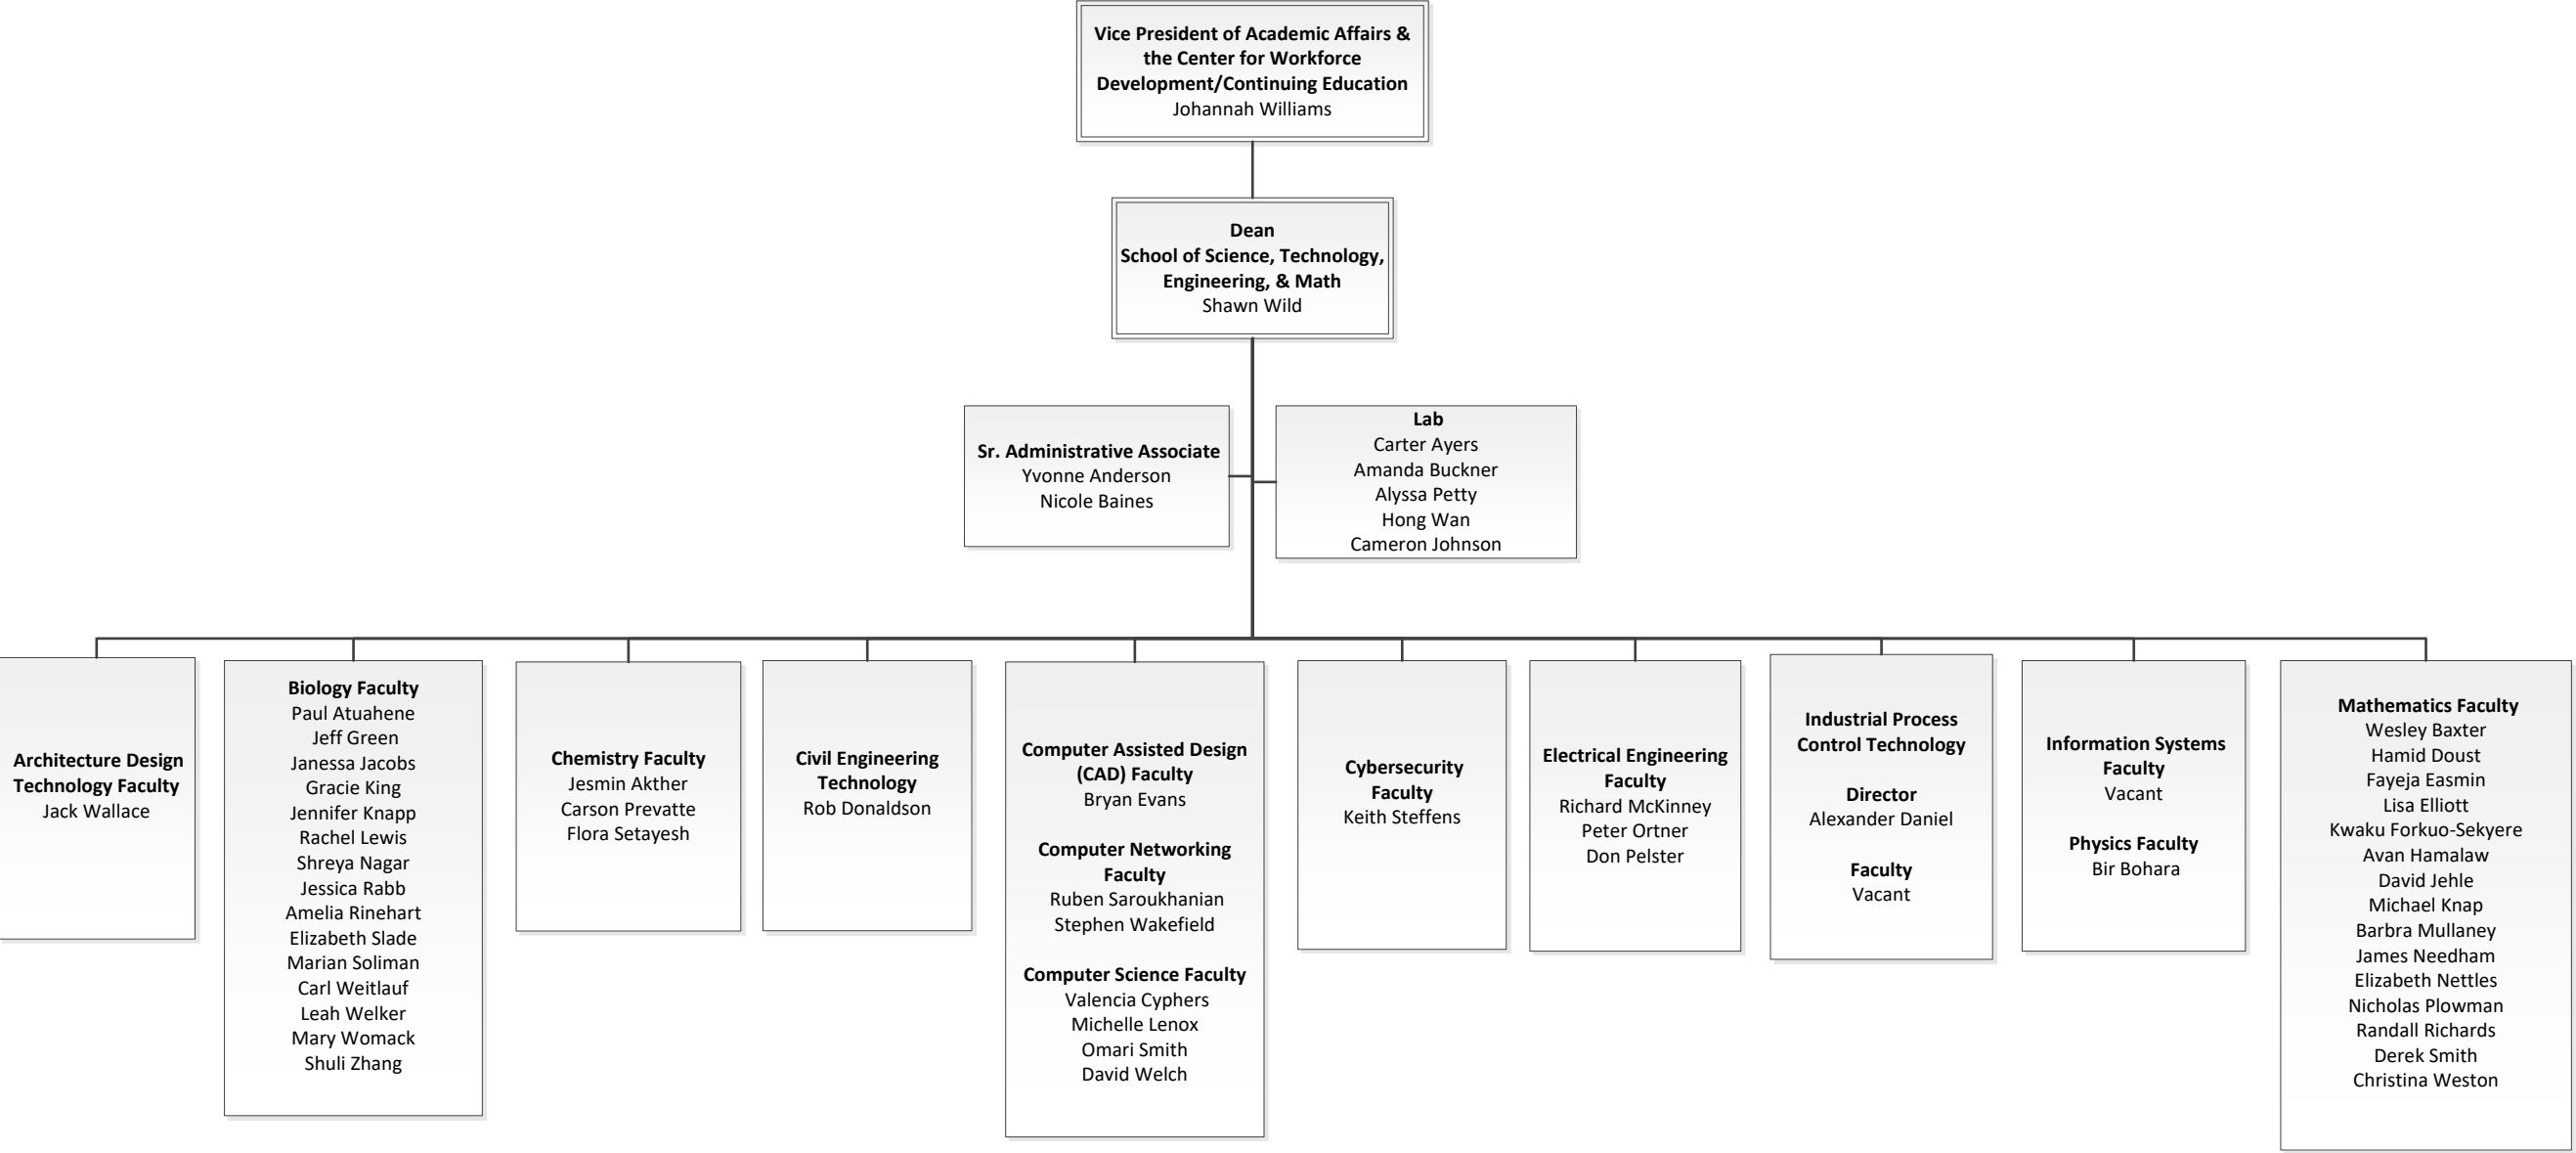 Vice President of Academic Affairs &
the Center for Workforce
Development/Continuing Education
Johannah Williams
Dean
School of Science, Technology,
Engineering, & Math
Shawn Wild
Sr. Administrative Associate
Yvonne Anderson
Nicole Baines
Lab
Carter Ayers
Amanda Buckner
Alyssa Petty
Hong Wan
Cameron Johnson
Architecture Design
Technology Faculty
Jack Wallace
Biology Faculty
Paul Atuahene
Jeff Green
Janessa Jacobs
Gracie King
Jennifer Knapp
Rachel Lewis
Shreya Nagar
Jessica Rabb
Amelia Rinehart
Elizabeth Slade
Marian Soliman
Carl Weitlauf
Leah Welker
Mary Womack
Shuli Zhang
Chemistry Faculty
Jesmin Akther
Carson Prevatte
Flora Setayesh
Civil Engineering
Technology
Rob Donaldson
Computer Assisted Design
(CAD) Faculty
Bryan Evans
Computer Networking
Faculty
Ruben Saroukhanian
Stephen Wakefield
Computer Science Faculty
Valencia Cyphers
Michelle Lenox
Omari Smith
David Welch
Cybersecurity
Faculty
Keith Steffens
Electrical Engineering
Faculty
Richard McKinney
Peter Ortner
Don Pelster
Industrial Process
Control Technology
Director
Alexander Daniel
Faculty
Vacant
Information Systems
Faculty
Vacant
Physics Faculty
Bir Bohara
Mathematics Faculty
Wesley Baxter
Hamid Doust
Fayeja Easmin
Lisa Elliott
Kwaku Forkuo-Sekyere
Avan Hamalaw
David Jehle
Michael Knap
Barbra Mullaney
James Needham
Elizabeth Nettles
Nicholas Plowman
Randall Richards
Derek Smith
Christina Weston